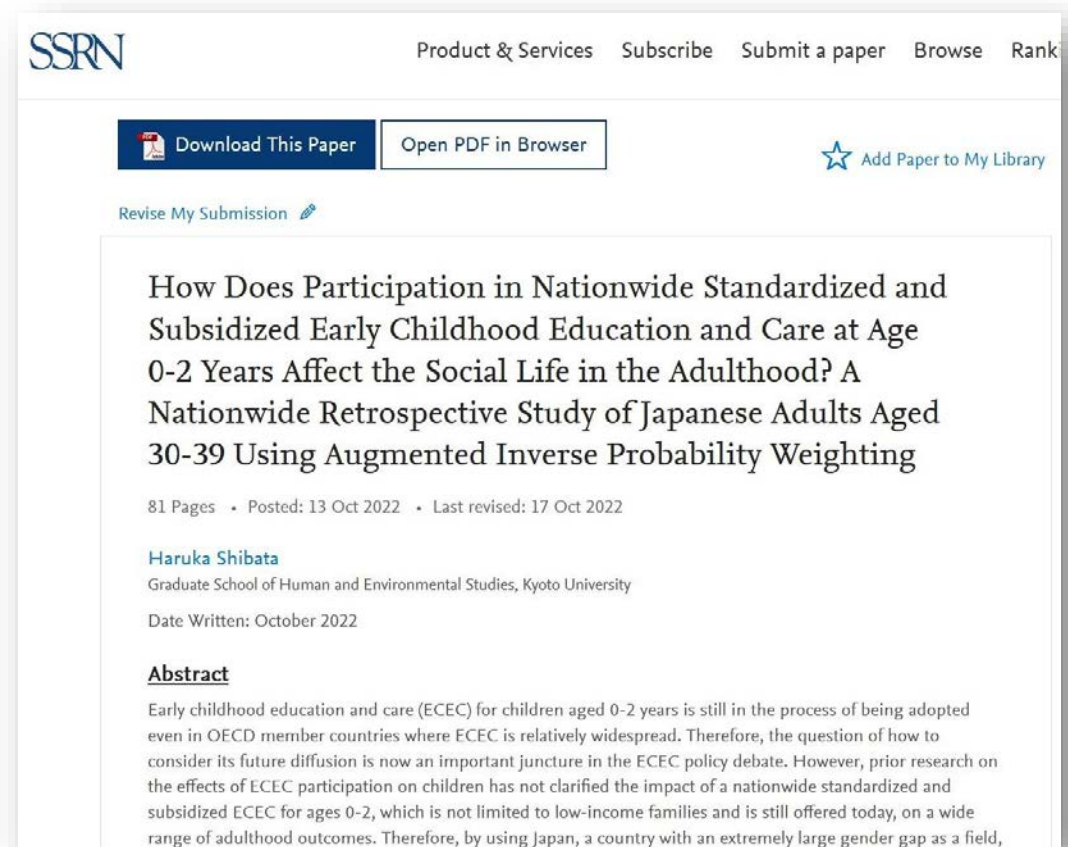 SSRN
Product & Services Subscribe Submit a paper Browse Rank
Download This Paper Open PDF in Browser
Add Paper to My Library
Revise My Submission
How Does Participation in Nationwide Standardized and
Subsidized Early Childhood Education and Care at Age
0-2 Years Affect the Social Life in the Adulthood? A
Nationwide Retrospective Study of Japanese Adults Aged
30-39 Using Augmented Inverse Probability Weighting
81 Pages • Posted: 13 Oct 2022 • Last revised: 17 Oct 2022
Haruka Shibata
Graduate School of Human and Environmental Studies, Kyoto University
Date Written: October 2022
Abstract
Early childhood education and care (ECEC) for children aged 0-2 years is still in the process of being adopted
even in OECD member countries where ECEC is relatively widespread. Therefore, the question of how to
consider its future diffusion is now an important juncture in the ECEC policy debate. However, prior research on
the effects of ECEC participation on children has not clarified the impact of a nationwide standardized and
subsidized ECEC for ages 0-2, which is not limited to low-income families and is still offered today, on a wide
range of adulthood outcomes. Therefore, by using Japan, a country with an extremely large gender gap as a field,